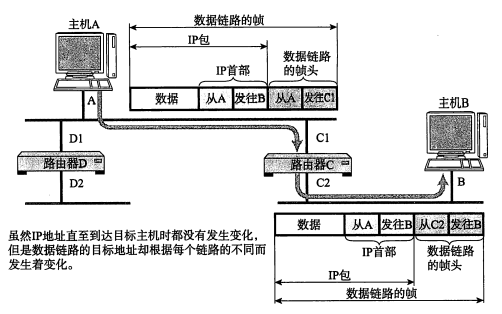 主机A
数据链路的帧
IP包
IP首部
数据链路
的帧头
数据 从A 发往B 从A 发往C1
A
主机B
D1
C1
路由器D
路由器C
D2
C2
B
数据 从A 发往B 从C2 发往B
虽然IP地址直至到达目标主机时都没有发生变化，
但是数据链路的目标地址却根据每个链路的不同而
发生着变化。
IP首部
数据链路
的帧头
IP包
数据链路的帧